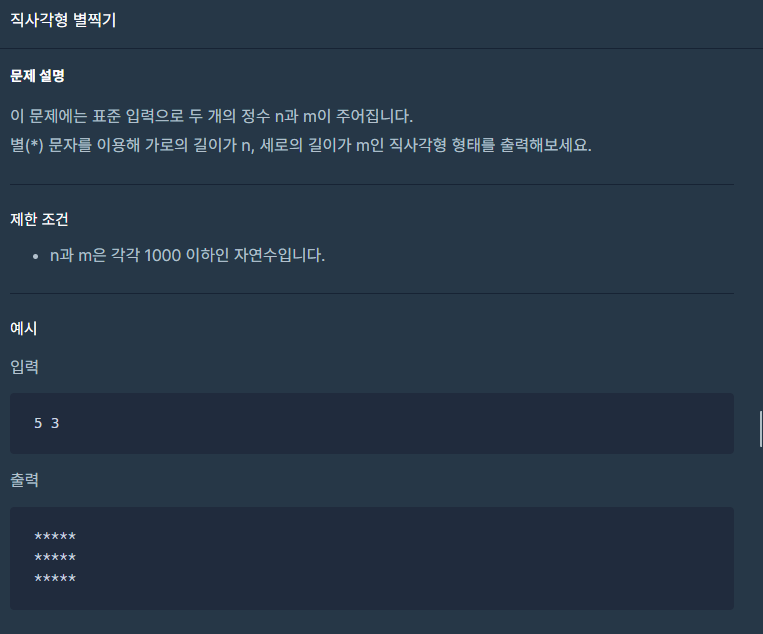 직사각형 별찍기
문제 설명
이 문제에는 표준 입력으로 두 개의 정수 n과 m이 주어집니다.
별(*) 문자를 이용해 가로의 길이가 n, 세로의 길이가 m인 직사각형 형태를 출력해보세요.
제한 조건
• n과 m은 각각 1000 이하인 자연수입니다.
예시
입력
5 3
출력
*****
*****
*****